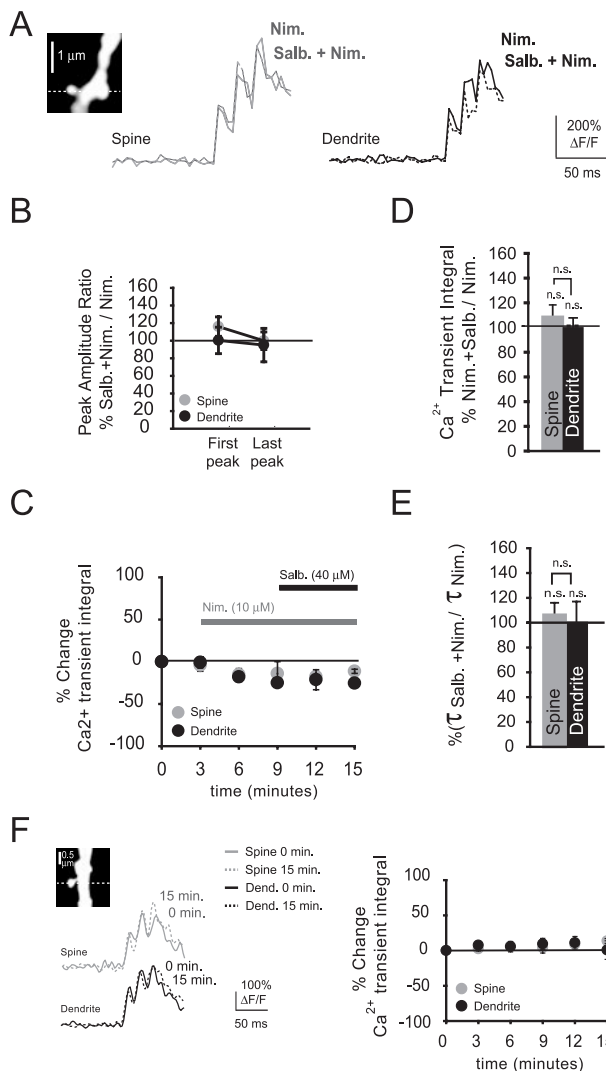 A
1 µm
Nim.
Salb. + Nim.
Spine
Nim.
Salb. + Nim.
Dendrite
200%
ΔF/F
50 ms
B
Peak Amplitude Ratio
% Salb.+Nim. / Nim.
160
140
120
100
80
60
40
20
0
Spine
Dendrite
First
peak
Last
peak
D
Ca2+ Transient Integral
% Nim.+Salb./ Nim.
160
140
120
100
80
60
40
20
0
n.s.
n.s.
n.s.
Spine
Dendrite
C
% Change
Ca2+ transient integral
100
50
0
-50
-100
Salb. (40 µM)
Nim. (10 µM)
Spine
Dendrite
0 3 6 9 12 15
time (minutes)
E
%(τ Salb. +Nim./ τ Nim.)
160
140
120
100
80
60
40
20
0
n.s.
n.s.
n.s.
Spine
Dendrite
F
0.5
µm
Spine 0 min.
Spine 15 min.
Dend. 0 min.
Dend. 15 min.
15 min.
0 min.
Spine
0 min.
15 min.
Dendrite
100%
ΔF/F
50 ms
% Change
Ca2+ transient integral
100
50
0
-50
-100
Spine
Dendrite
0 3 6 9 12 15
time (minutes)